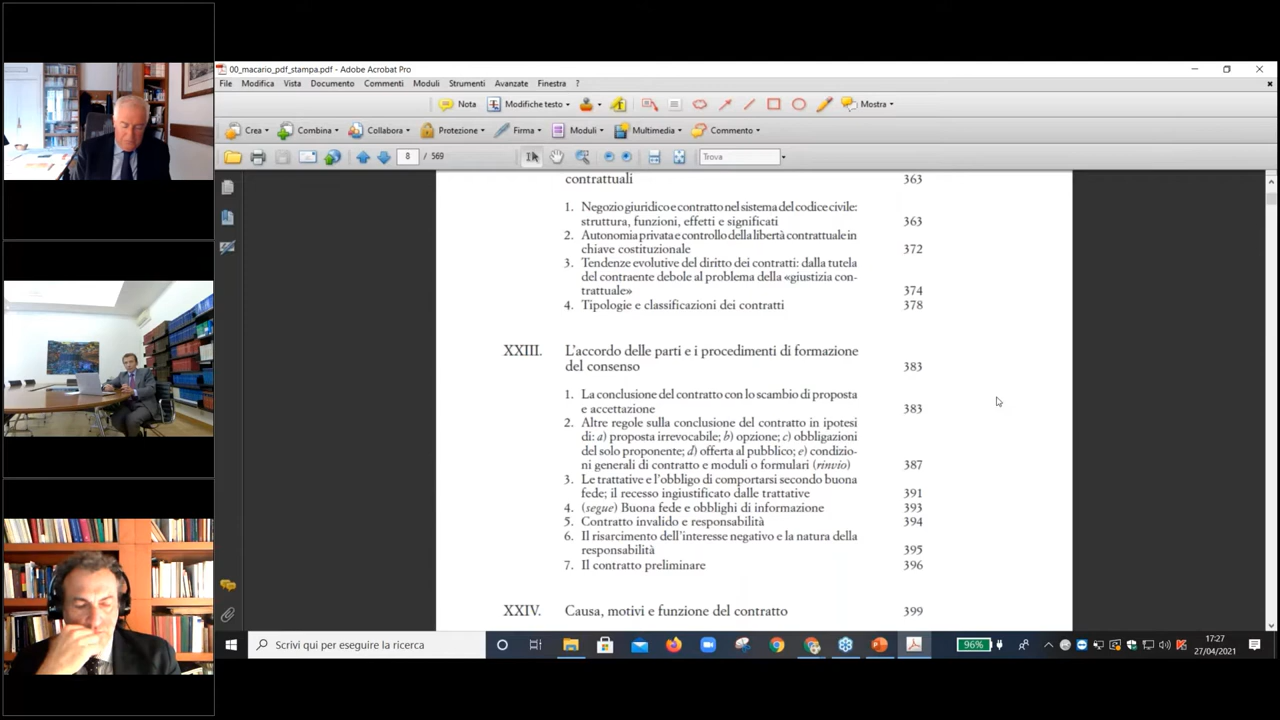 00_macario_pdf_stampa.pdf - Adobe Acrobat Pro
File Modifica Vista Documento Commenti Moduli Strumenti Avanzate Finestra ?
Nota Modifiche testo Mostra
Crea Combina Collabora Protezione Firma Moduli Multimedia Commento
8 / 569 Trova
contrattuali 363
1. Negozio giuridico e contratto nel sistema del codice civile:
struttura, funzioni, effetti e significati 363
2. Autonomia privata e controllo della libertà contrattuale in
chiave costituzionale 372
3. Tendenze evolutive del diritto dei contratti: dalla tutela
del contraente debole al problema della «giustizia con-
trattuale» 374
4. Tipologie e classificazioni dei contratti 378
XXIII. L'accordo delle parti e i procedimenti di formazione
del consenso 383
1. La conclusione del contratto con lo scambio di proposta
e accettazione 383
2. Altre regole sulla conclusione del contratto in ipotesi
di: a) proposta irrevocabile; b) opzione; c) obbligazioni
del solo proponente; d) offerta al pubblico; e) condizio-
ni generali di contratto e moduli o formulari (rinvio) 387
3. Le trattative e l'obbligo di comportarsi secondo buona
fede; il recesso ingiustificato dalle trattative 391
4. (segue) Buona fede e obblighi di informazione 393
5. Contratto invalido e responsabilità 394
6. Il risarcimento dell'interesse negativo e la natura della
responsabilità 395
7. Il contratto preliminare 396
XXIV. Causa, motivi e funzione del contratto 399
Scrivi qui per eseguire la ricerca
96%
17:27
27/04/2021